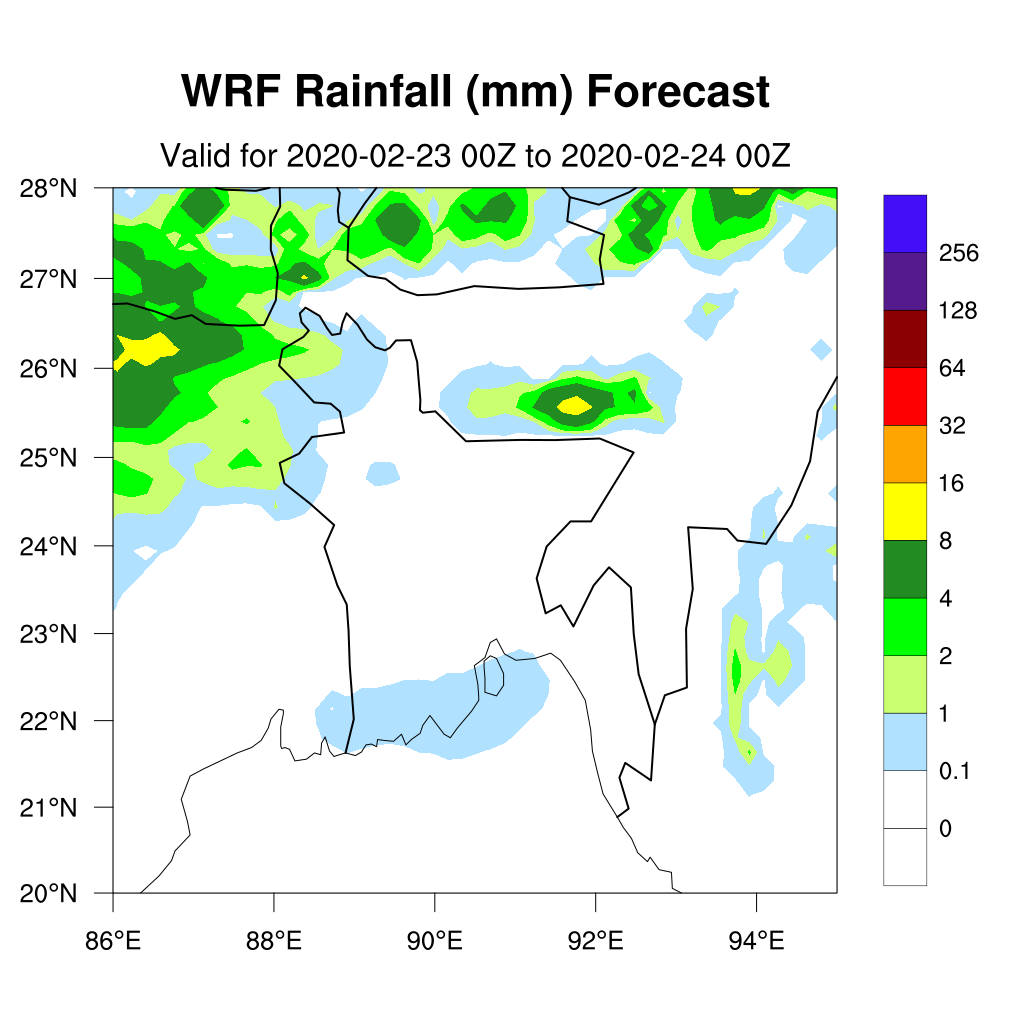 WRF Rainfall (mm) Forecast
Valid for 2020-02-23 00Z to 2020-02-24 00Z
28°N
27°N
26°N
25°N
24°N
23°N
22°N
21°N
20°N
86°E 88°E 90°E 92°E 94°E
256
128
64
32
16
8
4
2
1
0.1
0